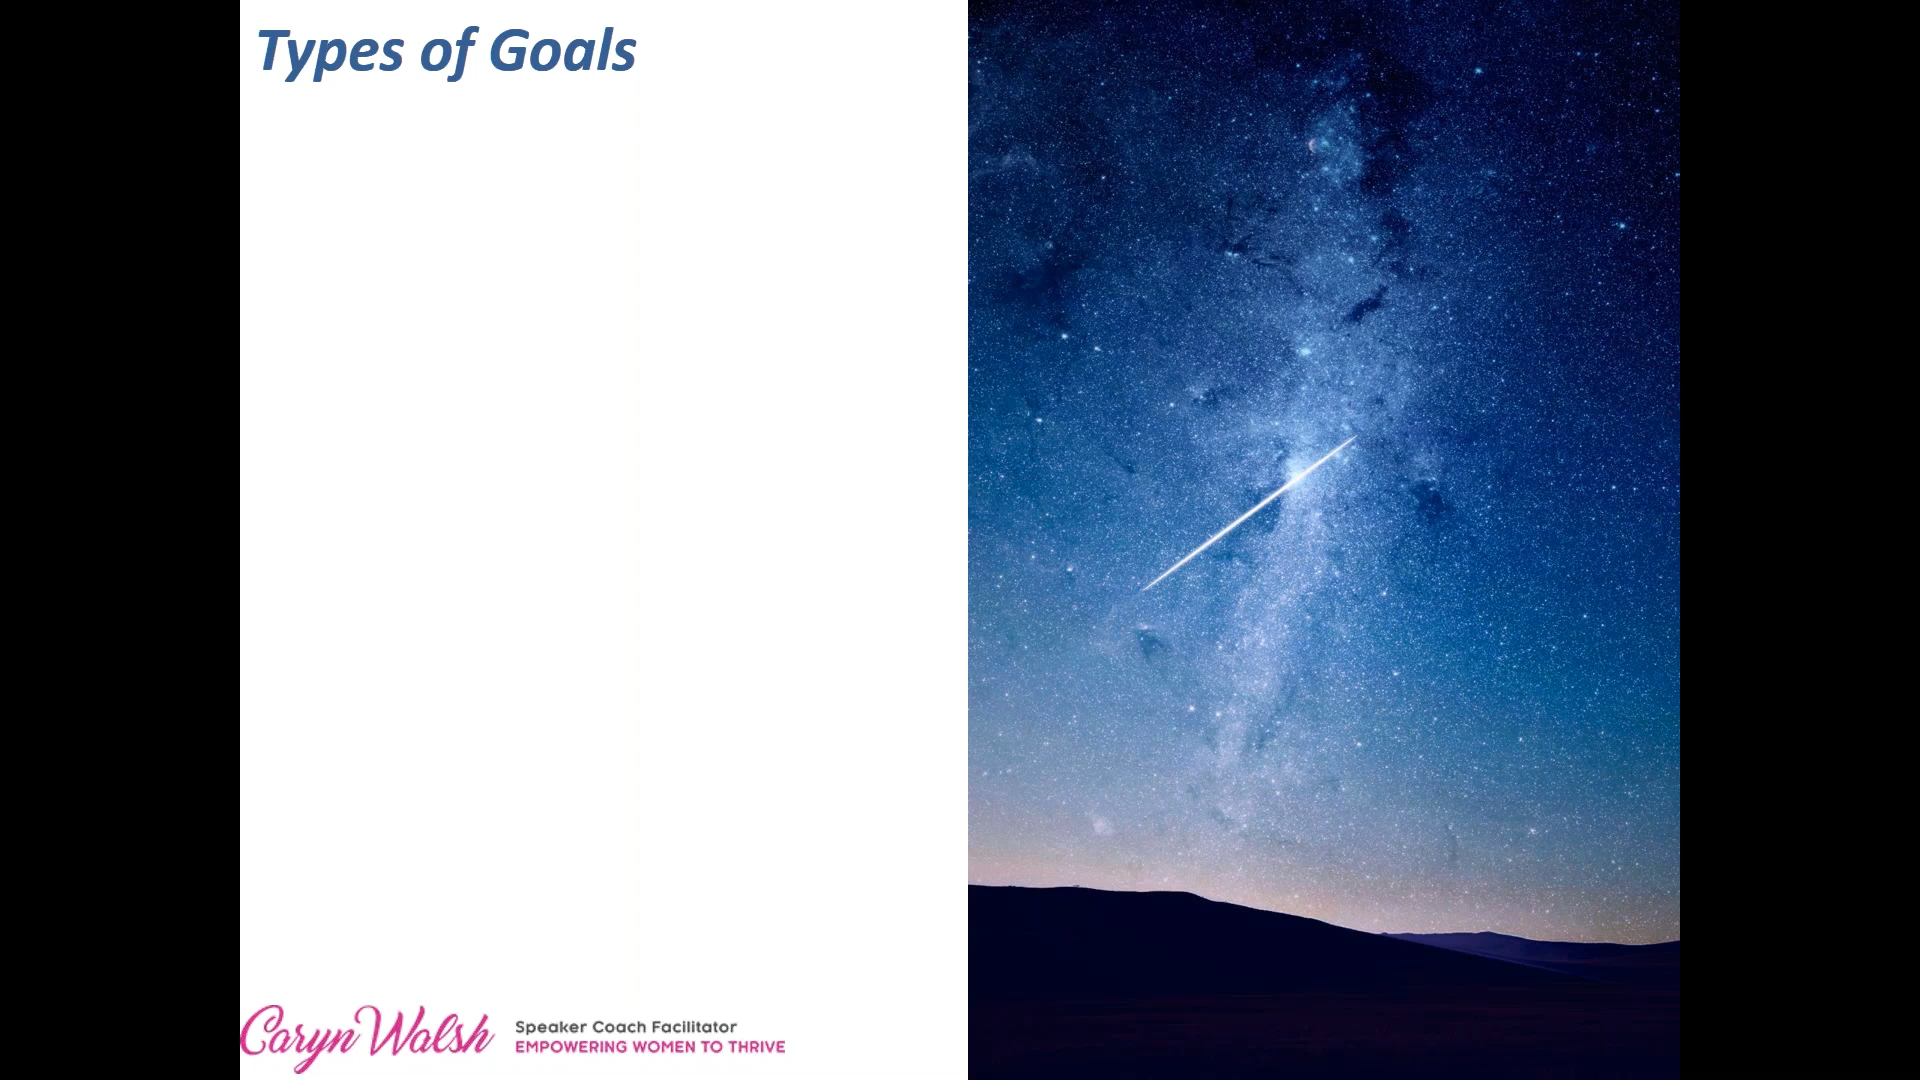 Types of Goals
Caryn Walsh
Speaker Coach Facilitator
EMPOWERING WOMEN TO THRIVE